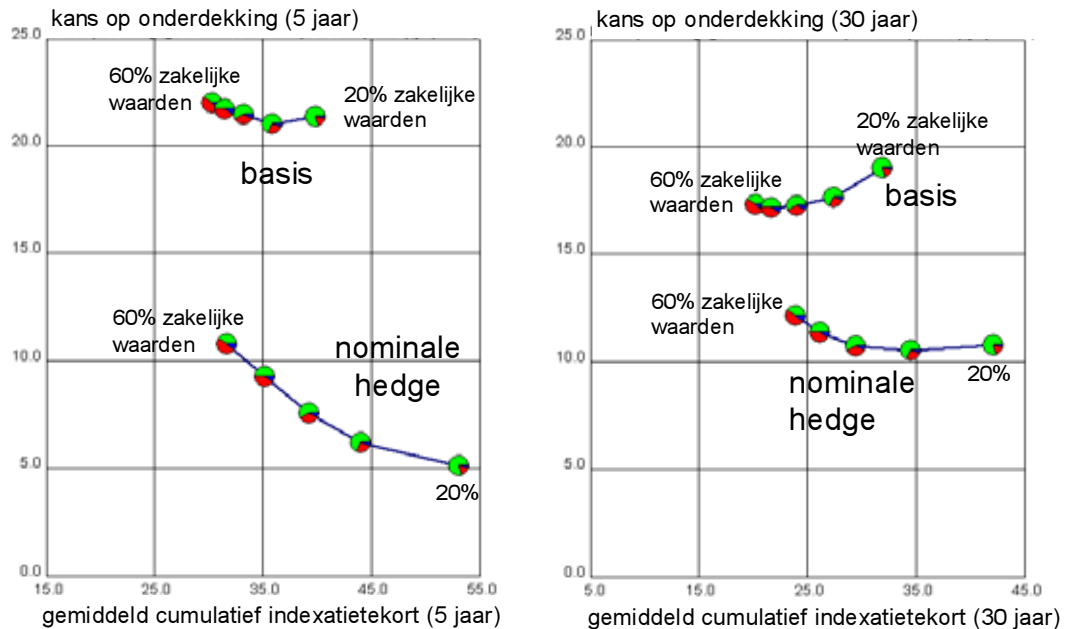 kans op onderdekking (5 jaar)
25.0
20.0
15.0
10.0
5.0
0.0
60% zakelijke
waarden
20% zakelijke
waarden
basis
60% zakelijke
waarden
nominale
hedge
20%
15.0 25.0 35.0 45.0 55.0
gemiddeld cumulatief indexatietekort (5 jaar)
kans op onderdekking (30 jaar)
25.0
20.0
15.0
10.0
5.0
0.0
20% zakelijke
waarden
60% zakelijke
waarden
basis
60% zakelijke
waarden
20%
nominale
hedge
5.0 15.0 25.0 35.0 45.0
gemiddeld cumulatief indexatietekort (30 jaar)